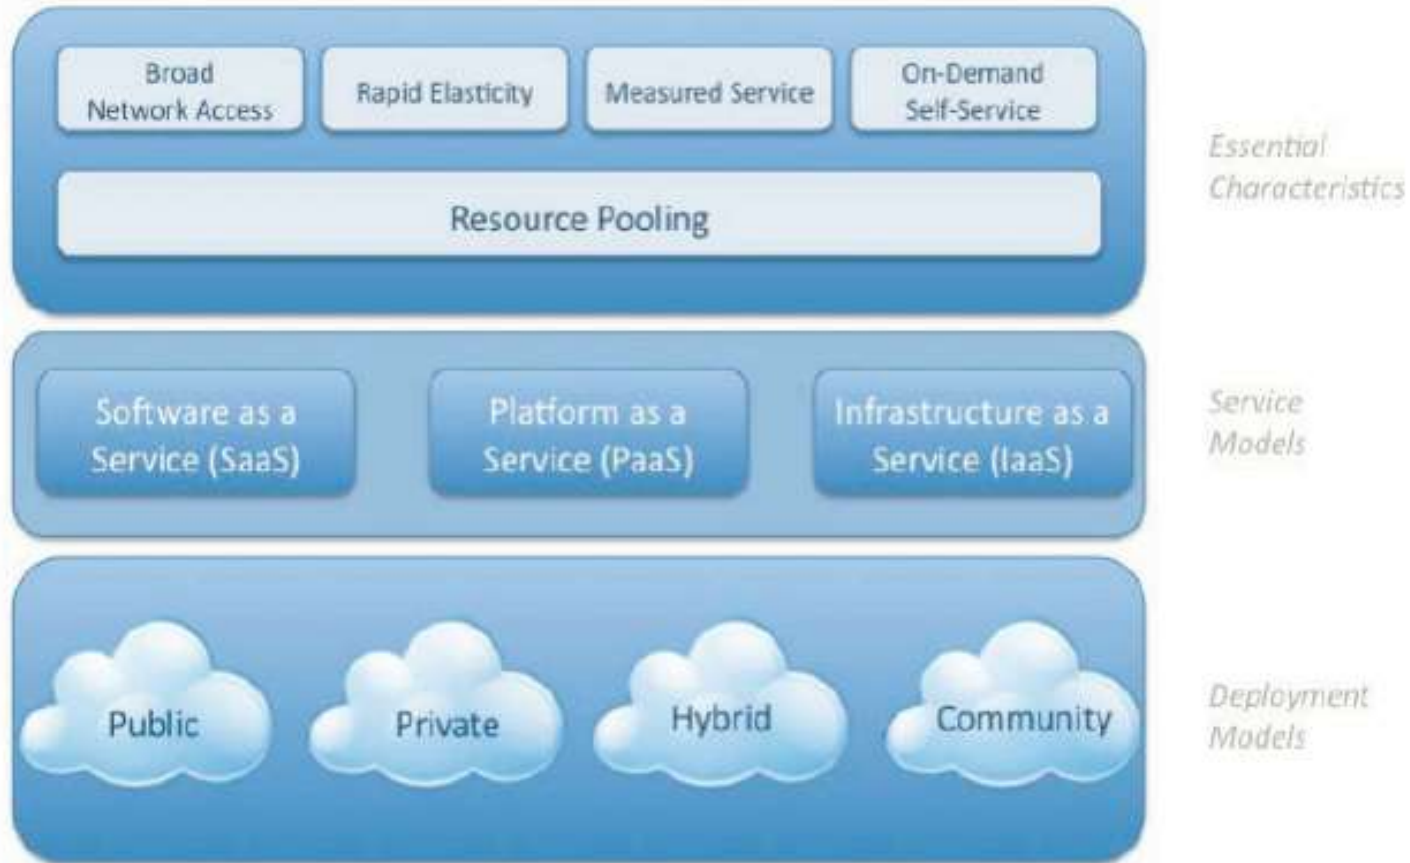 Broad
Network Access
Rapid Elasticity
Measured Service
On-Demand
Self-Service
Resource Pooling
Essential
Characteristics
Software as a
Service (SaaS)
Platform as a
Service (PaaS)
Infrastructure as a
Service (IaaS)
Service
Models
Public
Private
Hybrid
Community
Deployment
Models